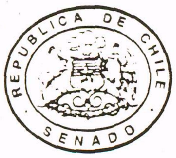 REPUBLICA DE CHILE
SENADO